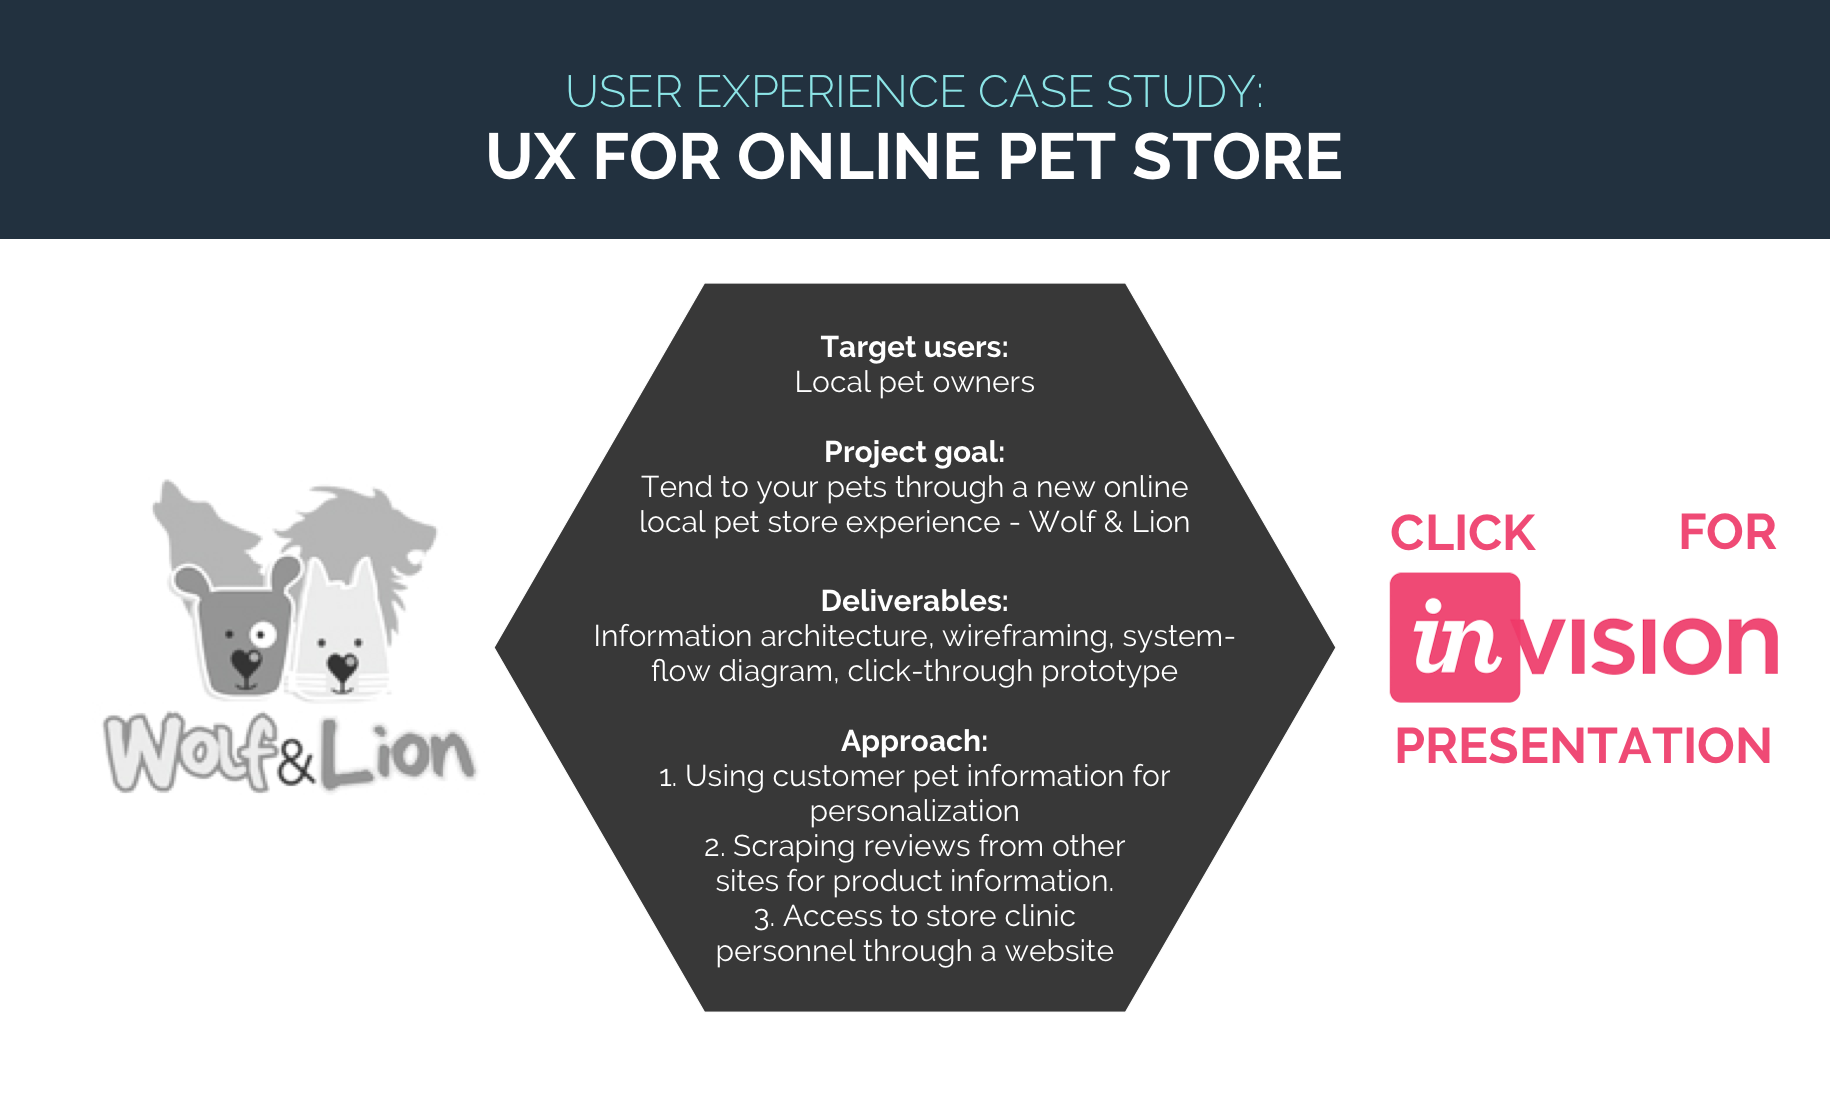 USER EXPERIENCE CASE STUDY:
UX FOR ONLINE PET STORE
Target users:
Local pet owners
Project goal:
Tend to your pets through a new online
local pet store experience - Wolf & Lion
Deliverables:
Information architecture, wireframing, system-
flow diagram, click-through prototype
Approach:
1. Using customer pet information for
personalization
2. Scraping reviews from other
sites for product information.
3. Access to store clinic
personnel through a website
Wolf&Lion
CLICK FOR
inVISION
PRESENTATION